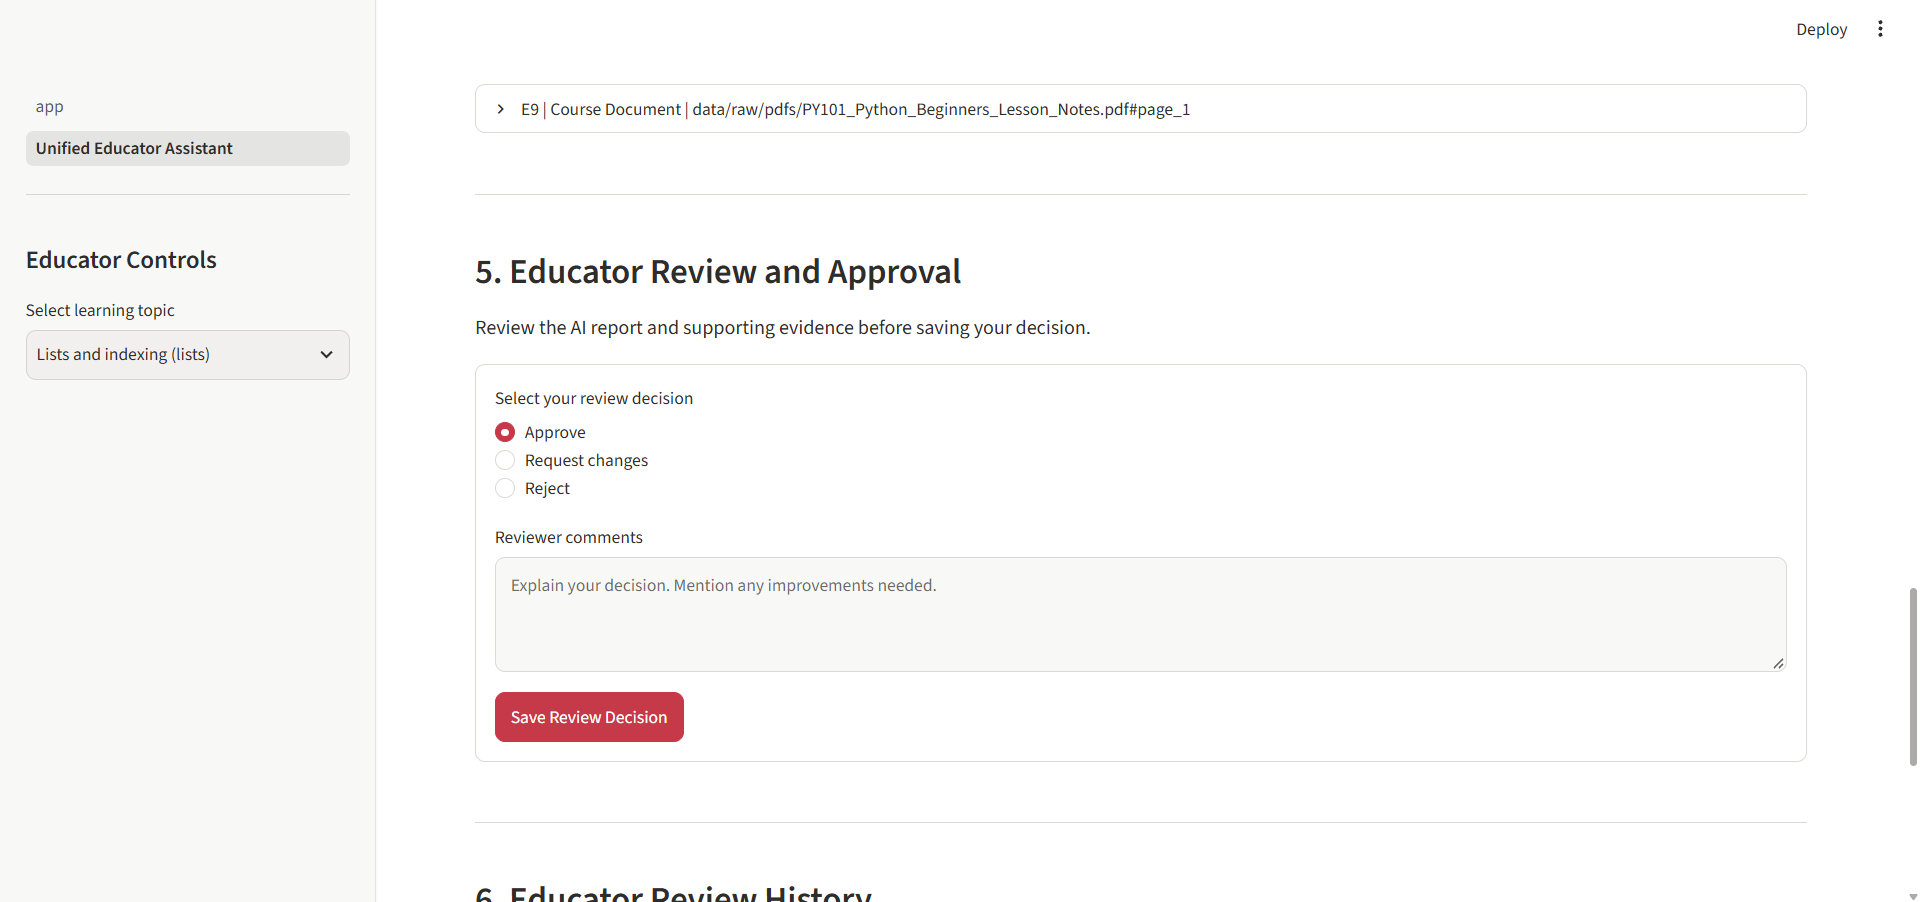 Deploy
app
Unified Educator Assistant
Educator Controls
Select learning topic
Lists and indexing (lists)
E9 | Course Document | data/raw/pdfs/PY101_Python_Beginners_Lesson_Notes.pdf#page_1
5. Educator Review and Approval
Review the AI report and supporting evidence before saving your decision.
Select your review decision
Approve
Request changes
Reject
Reviewer comments
Explain your decision. Mention any improvements needed.
Save Review Decision
6. Educator Review History